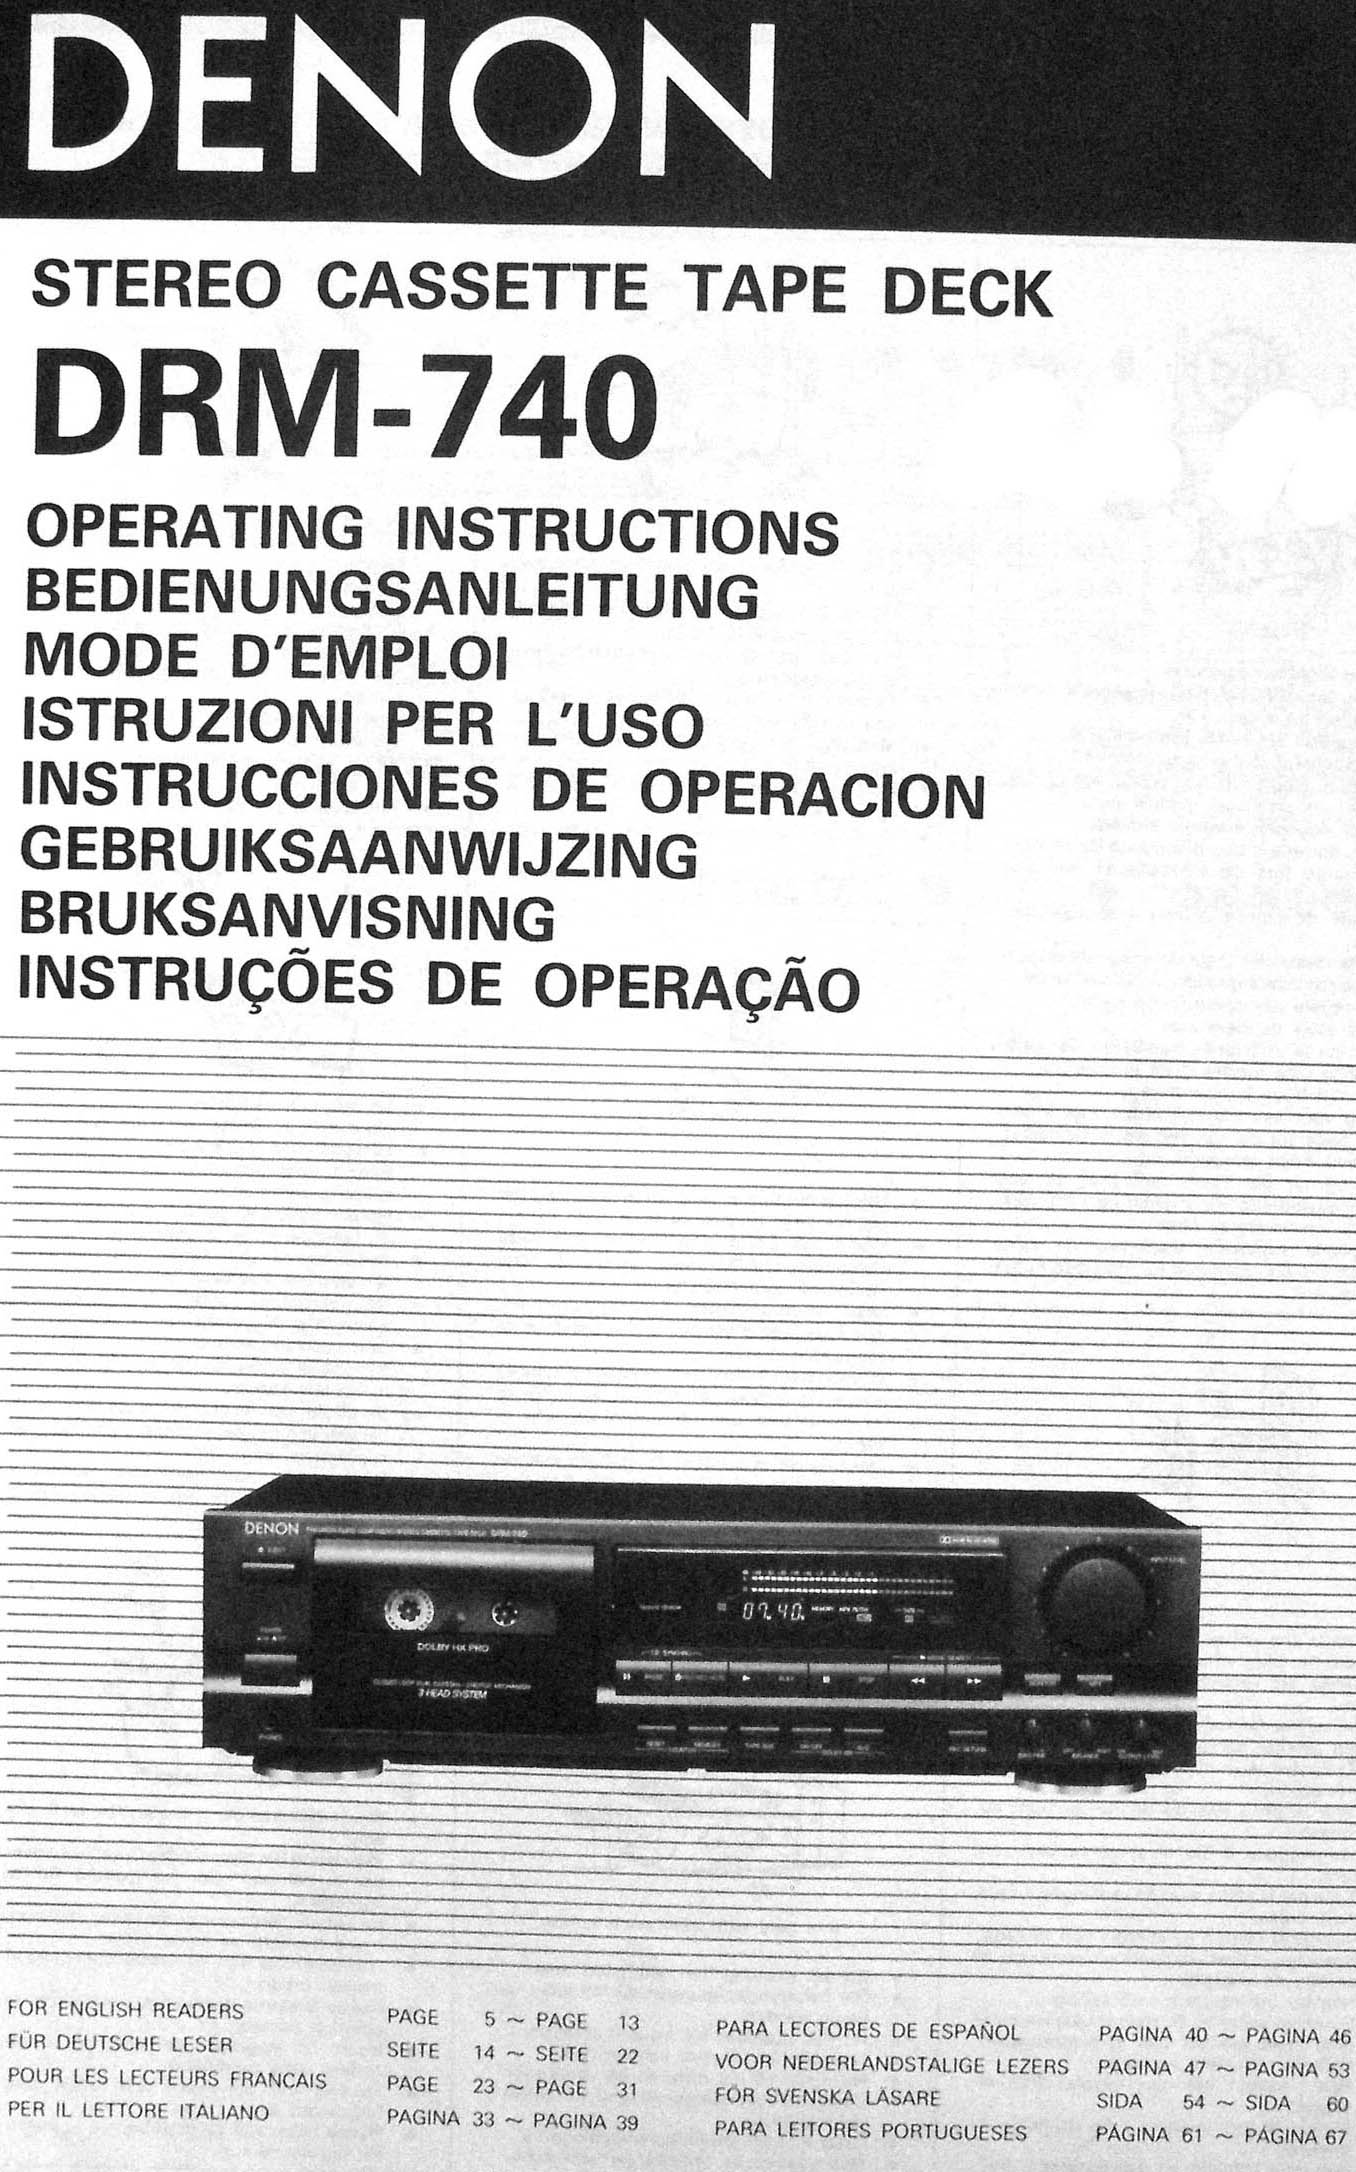 DENON
STEREO CASSETTE TAPE DECK
DRM-740
OPERATING INSTRUCTIONS
BEDIENUNGSANLEITUNG
MODE D'EMPLOI
ISTRUZIONI PER L'USO
INSTRUCCIONES DE OPERACION
GEBRUIKSAANWIJZING
BRUKSANVISNING
INSTRUÇÕES DE OPERAÇÃO
DENON
DRM-740
07.40.
DOLBY HX PRO
3 HEAD SYSTEM
FOR ENGLISH READERS PAGE 5 ~ PAGE 13
FÜR DEUTSCHE LESER SEITE 14 ~ SEITE 22
POUR LES LECTEURS FRANCAIS PAGE 23 ~ PAGE 31
PER IL LETTORE ITALIANO PAGINA 33 ~ PAGINA 39
PARA LECTORES DE ESPAÑOL PAGINA 40 ~ PAGINA 46
VOOR NEDERLANDSTALIGE LEZERS PAGINA 47 ~ PAGINA 53
FÖR SVENSKA LÄSARE SIDA 54 ~ SIDA 60
PARA LEITORES PORTUGUESES PÁGINA 61 ~ PÁGINA 67